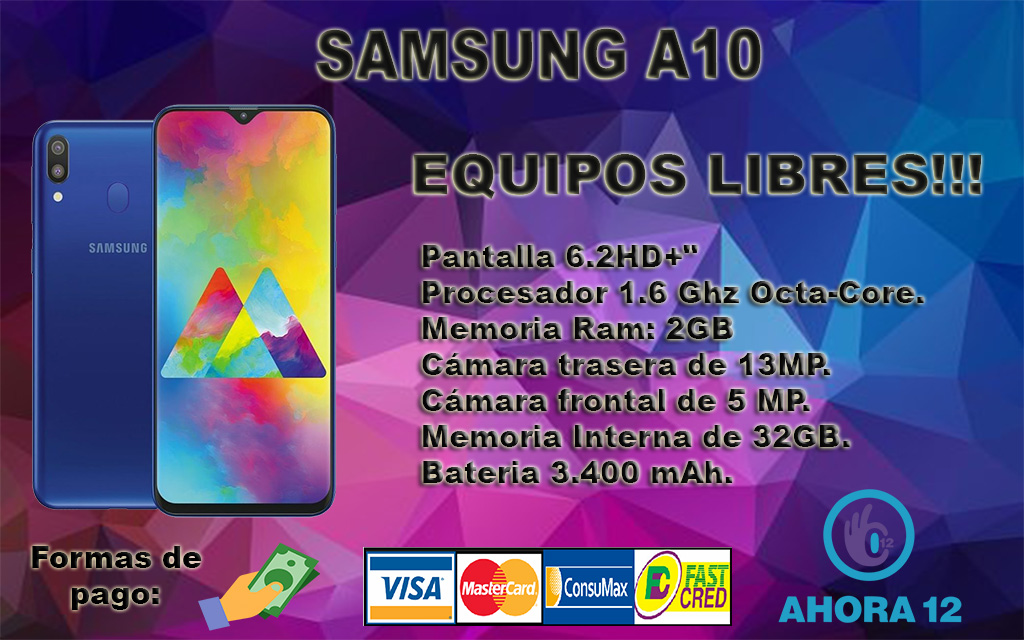 SAMSUNG A10
EQUIPOS LIBRES!!!
SAMSUNG
Pantalla 6.2HD+"
Procesador 1.6 Ghz Octa-Core.
Memoria Ram: 2GB
Cámara trasera de 13MP.
Cámara frontal de 5 MP.
Memoria Interna de 32GB.
Bateria 3.400 mAh.
Formas de
pago:
VISA
MasterCard
ConsuMax
FAST
CRED
12
AHORA 12